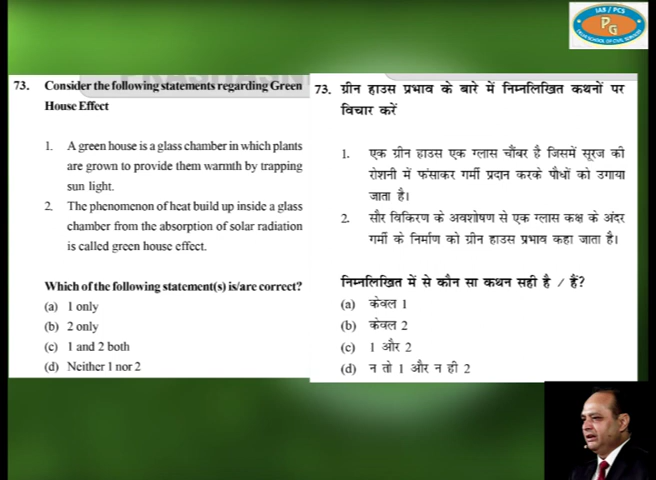 IAS / PCS
PG
73. Consider the following statements regarding Green
House Effect
1. A green house is a glass chamber in which plants
are grown to provide them warmth by trapping
sun light.
2. The phenomenon of heat build up inside a glass
chamber from the absorption of solar radiation
is called green house effect.
Which of the following statement(s) is/are correct?
(a) 1 only
(b) 2 only
(c) 1 and 2 both
(d) Neither 1 nor 2
73. ग्रीन हाउस प्रभाव के बारे में निम्नलिखित कथनों पर
विचार करें
1. एक ग्रीन हाउस एक ग्लास चौंबर है जिसमें सूरज की
रोशनी में फंसाकर गर्मी प्रदान करके पौधों को उगाया
जाता है।
2. सौर विकिरण के अवशोषण से एक ग्लास कक्ष के अंदर
गर्मी के निर्माण को ग्रीन हाउस प्रभाव कहा जाता है।
निम्नलिखित में से कौन सा कथन सही है / हैं?
(a) केवल 1
(b) केवल 2
(c) 1 और 2
(d) न तो 1 और न ही 2